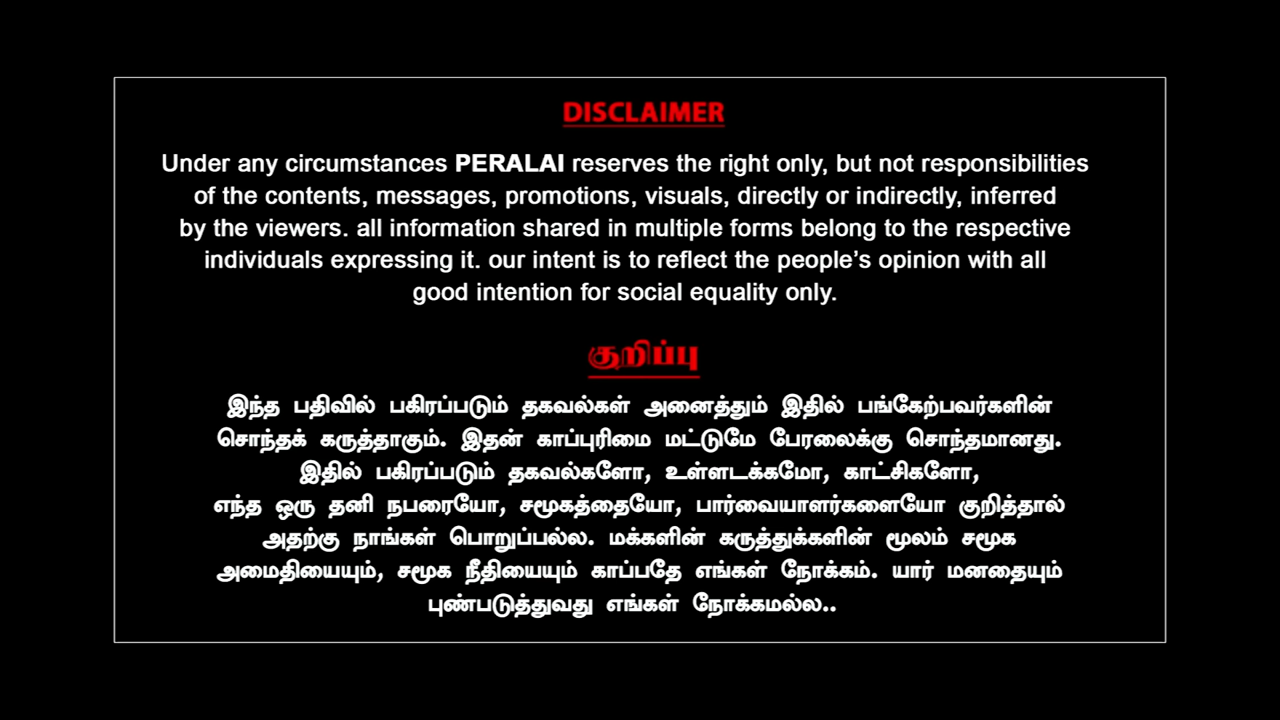 DISCLAIMER
Under any circumstances PERALAI reserves the right only, but not responsibilities
of the contents, messages, promotions, visuals, directly or indirectly, inferred
by the viewers. all information shared in multiple forms belong to the respective
individuals expressing it. our intent is to reflect the people’s opinion with all
good intention for social equality only.
குறிப்பு
இந்த பதிவில் பகிரப்படும் தகவல்கள் அனைத்தும் இதில் பங்கேற்பவர்களின்
சொந்தக் கருத்தாகும். இதன் காப்புரிமை மட்டுமே பேரலைக்கு சொந்தமானது.
இதில் பகிரப்படும் தகவல்களோ, உள்ளடக்கமோ, காட்சிகளோ,
எந்த ஒரு தனி நபரையோ, சமூகத்தையோ, பார்வையாளர்களையோ குறித்தால்
அதற்கு நாங்கள் பொறுப்பல்ல. மக்களின் கருத்துக்களின் மூலம் சமூக
அமைதியையும், சமூக நீதியையும் காப்பதே எங்கள் நோக்கம். யார் மனதையும்
புண்படுத்துவது எங்கள் நோக்கமல்ல..